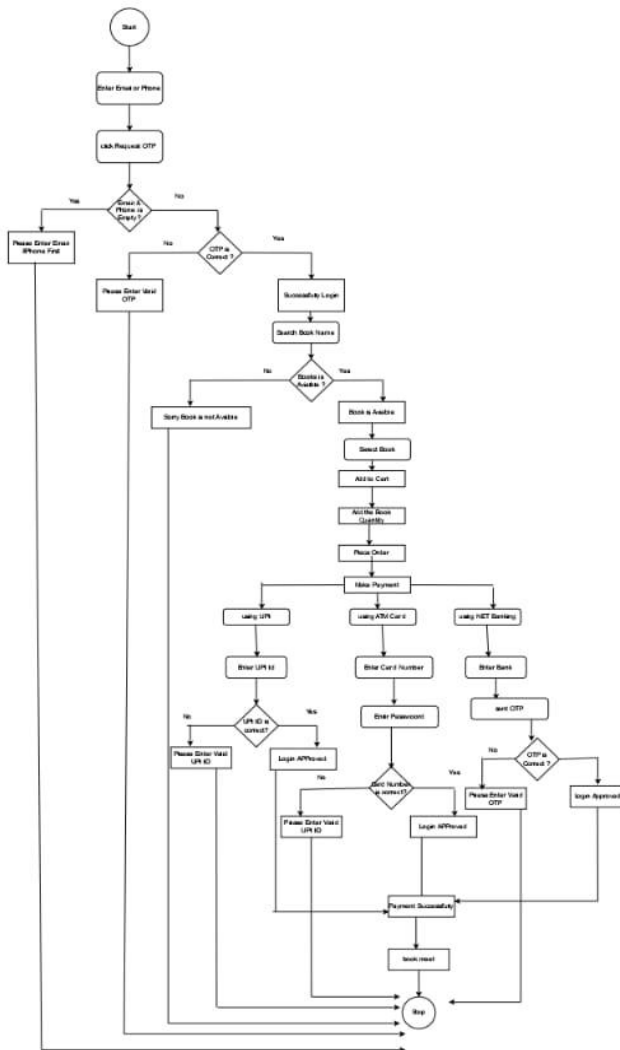 Start
Enter Email or Phone
click Request OTP
Email &
Phone is
Empty?
Yes
No
Please Enter Email
/Phone First
OTP is
Correct ?
No
Yes
Please Enter Valid
OTP
Successfuly Login
Search Book Name
Books is
Avaible ?
No
Yes
Sorry Book is not Avaible
Book is Avaible
Select Book
Add to Cart
Add the Book
Quantity
Place Order
Make Payment
using UPI
using ATM Card
using NET Banking
Enter UPI Id
Enter Card Number
Enter Bank
UPI ID is
correct?
Enter Password
sent OTP
No
Yes
Please Enter Valid
UPI ID
Login APProved
OTP is
Correct ?
No
Card Number
is correct?
No
Yes
Please Enter Valid
OTP
login Approved
Please Enter Valid
UPI ID
Login APProved
Payment Successfuly
book
Stop